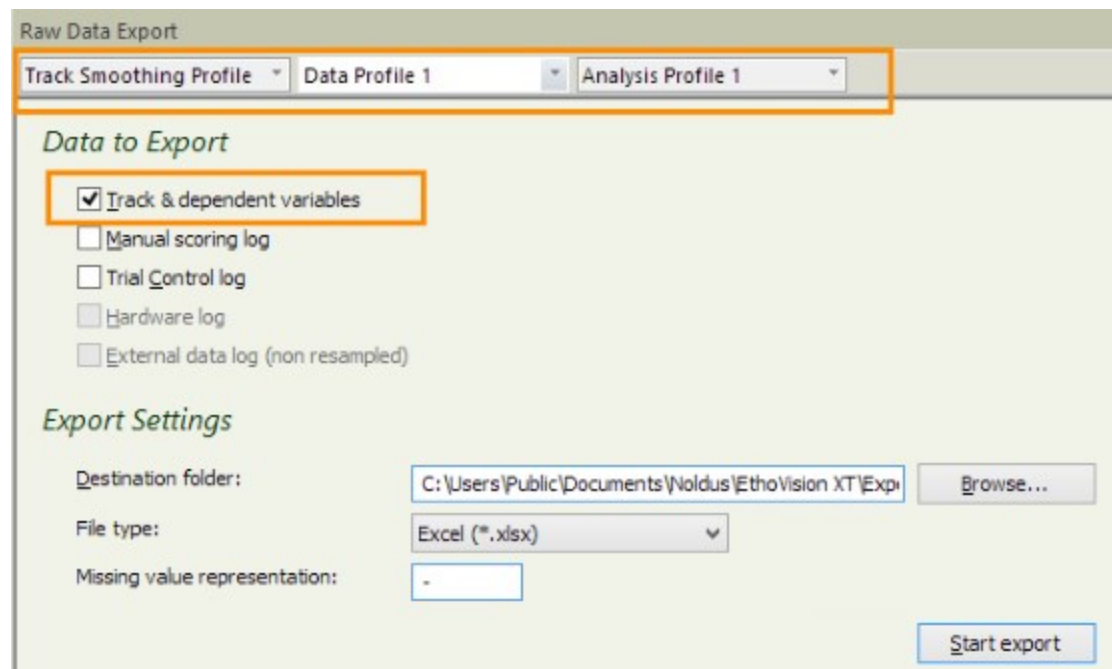 Raw Data Export
Track Smoothing Profile Data Profile 1 Analysis Profile 1
Data to Export
Track & dependent variables
Manual scoring log
Trial Control log
Hardware log
External data log (non resampled)
Export Settings
Destination folder: C:\Users\Public\Documents\Noldus\EthoVision XT\Exp Browse...
File type: Excel (*.xlsx)
Missing value representation: -
Start export